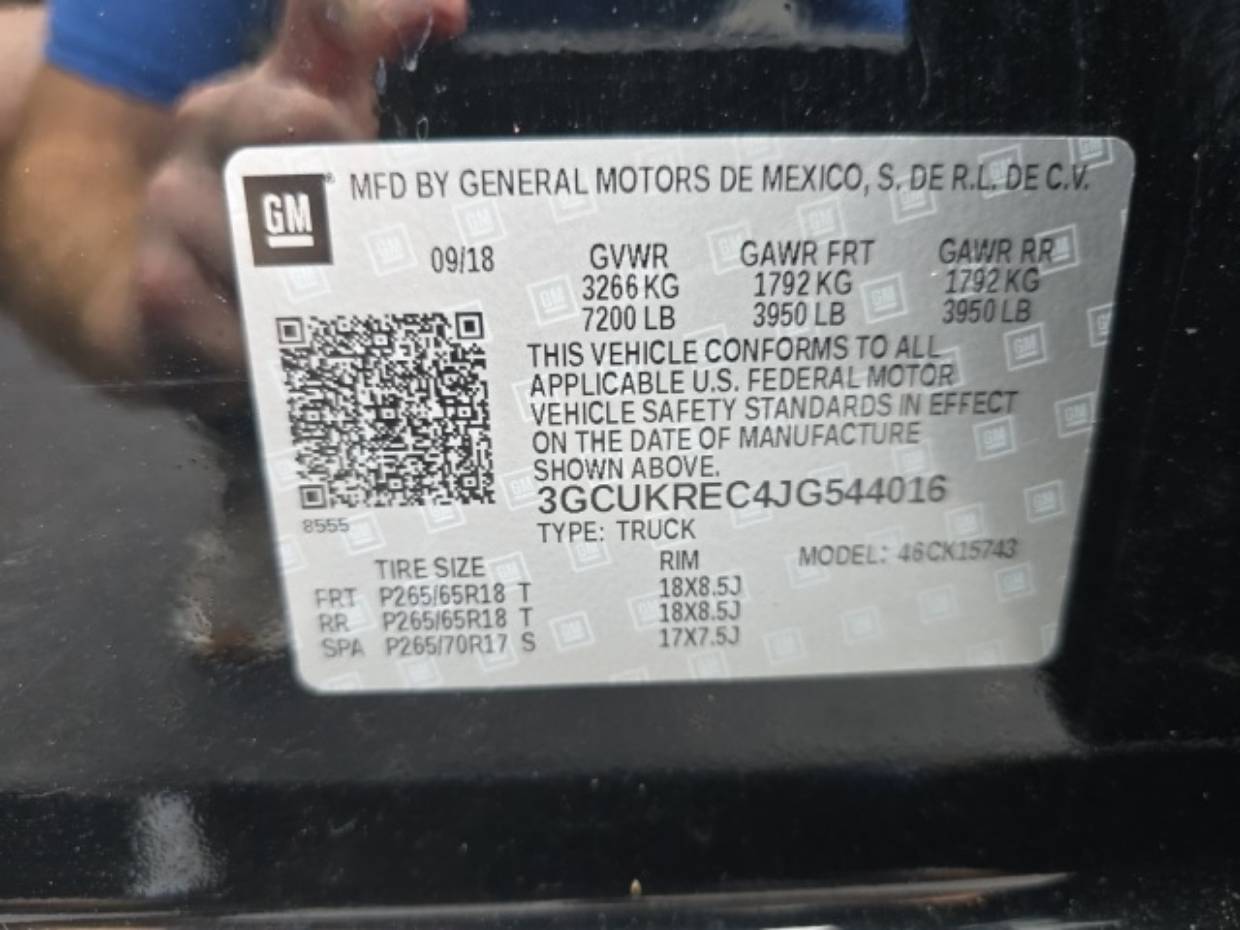 GM
MFD BY GENERAL MOTORS DE MEXICO, S. DE R.L. DE C.V.
09/18 GVWR GAWR FRT GAWR RR
3266 KG 1792 KG 1792 KG
7200 LB 3950 LB 3950 LB
THIS VEHICLE CONFORMS TO ALL
APPLICABLE U.S. FEDERAL MOTOR
VEHICLE SAFETY STANDARDS IN EFFECT
ON THE DATE OF MANUFACTURE
SHOWN ABOVE.
3GCUKREC4JG544016
8555
TYPE: TRUCK
MODEL: 46CK15743
TIRE SIZE RIM
FRT P265/65R18 T 18X8.5J
RR P265/65R18 T 18X8.5J
SPA P265/70R17 S 17X7.5J